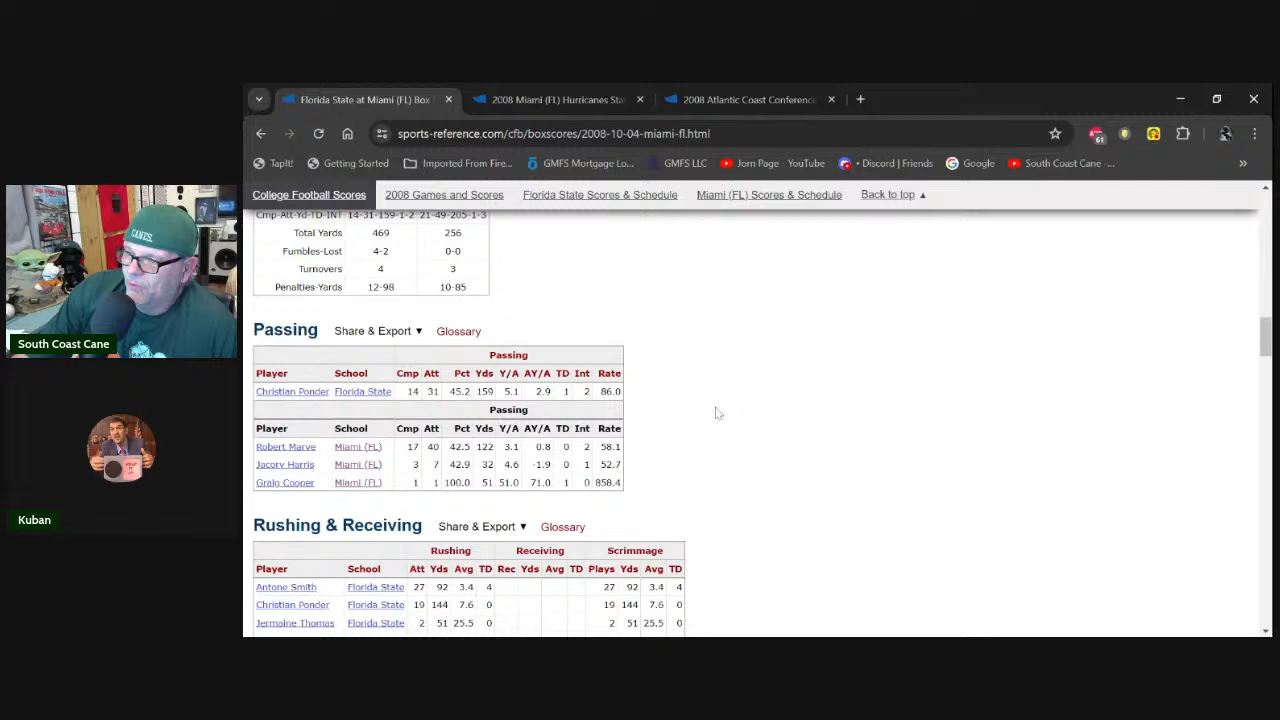 Florida State at Miami (FL) Box
2008 Miami (FL) Hurricanes Sta
2008 Atlantic Coast Conference
sports-reference.com/cfb/boxscores/2008-10-04-miami-fl.html
61
TapIt! Getting Started Imported From Fire... GMFS Mortgage Lo... GMFS LLC Jorn Page - YouTube • Discord | Friends Google South Coast Cane -... »
College Football Scores 2008 Games and Scores Florida State Scores & Schedule Miami (FL) Scores & Schedule Back to top ▲
Cmp-Att-Yd-TD-INT 14-31-159-1-2 21-49-205-1-3
Total Yards 469 256
Fumbles-Lost 4-2 0-0
Turnovers 4 3
Penalties-Yards 12-98 10-85
Passing Share & Export ▼ Glossary
Passing
Player School Cmp Att Pct Yds Y/A AY/A TD Int Rate
Christian Ponder Florida State 14 31 45.2 159 5.1 2.9 1 2 86.0
Passing
Player School Cmp Att Pct Yds Y/A AY/A TD Int Rate
Robert Marve Miami (FL) 17 40 42.5 122 3.1 0.8 0 2 58.1
Jacory Harris Miami (FL) 3 7 42.9 32 4.6 -1.9 0 1 52.7
Graig Cooper Miami (FL) 1 1 100.0 51 51.0 71.0 1 0 858.4
Rushing & Receiving Share & Export ▼ Glossary
Rushing Receiving Scrimmage
Player School Att Yds Avg TD Rec Yds Avg TD Plays Yds Avg TD
Antone Smith Florida State 27 92 3.4 4 27 92 3.4 4
Christian Ponder Florida State 19 144 7.6 0 19 144 7.6 0
Jermaine Thomas Florida State 2 51 25.5 0 2 51 25.5 0
CANES
South Coast Cane
Kuban